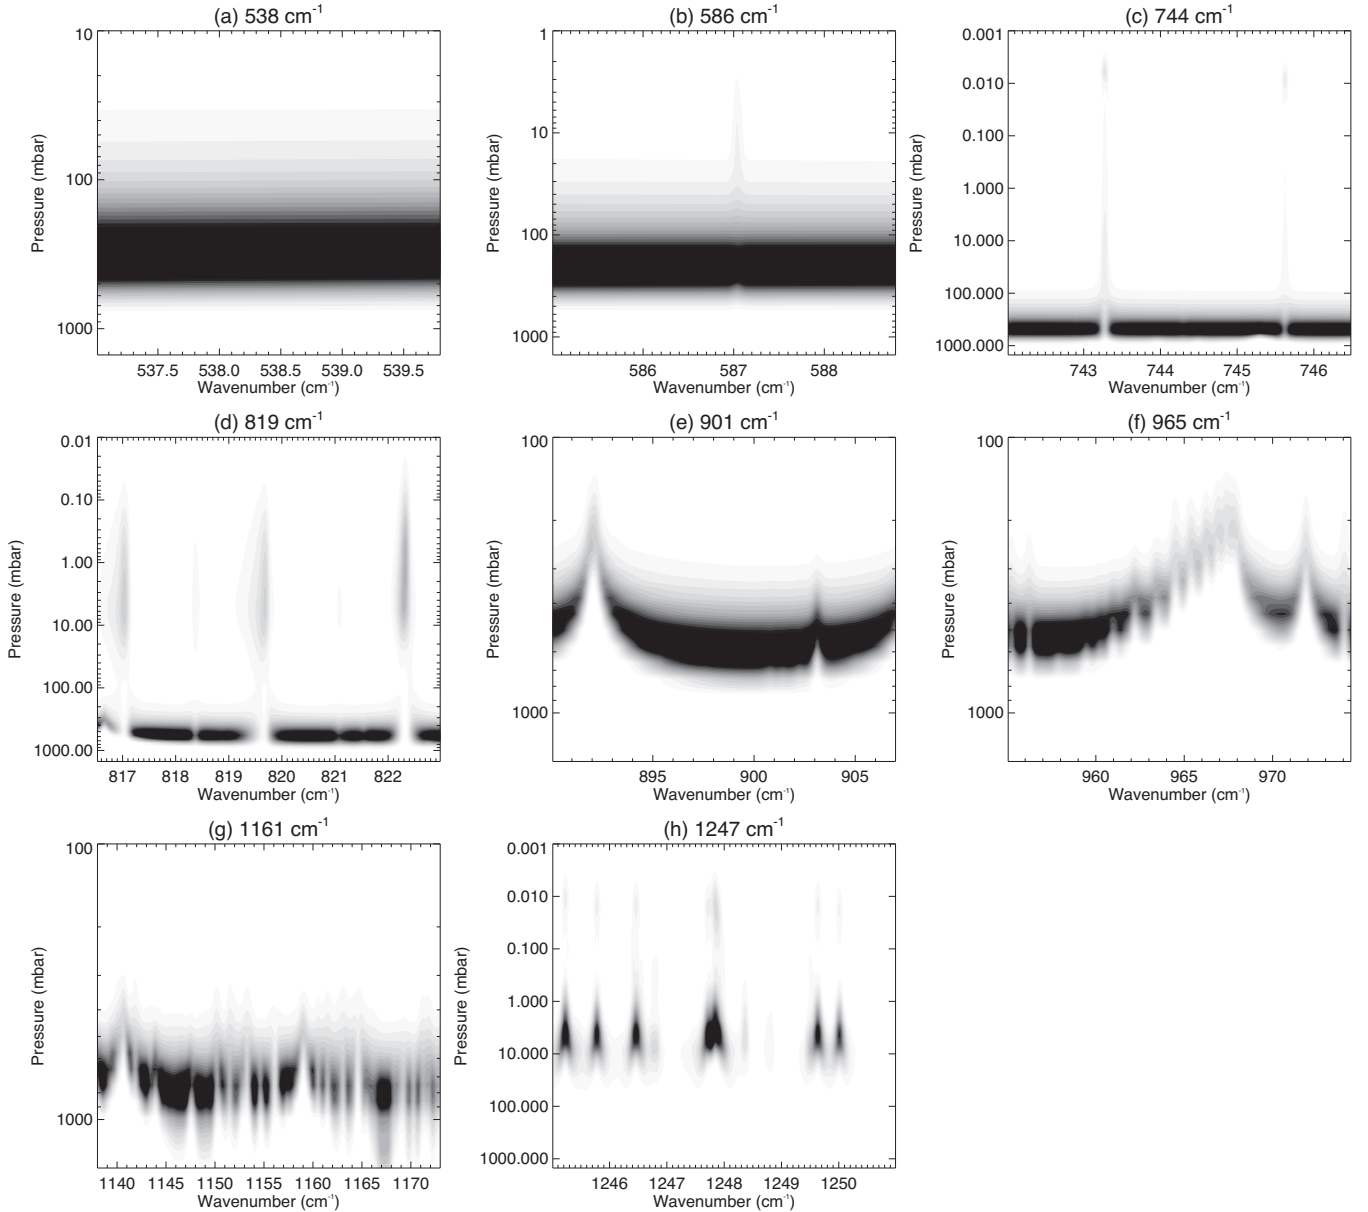 (a) 538 cm-1
10
100
1000
Pressure (mbar)
537.5 538.0 538.5 539.0 539.5
Wavenumber (cm-1)
(b) 586 cm-1
1
10
100
1000
Pressure (mbar)
586 587 588
Wavenumber (cm-1)
(c) 744 cm-1
0.001
0.010
0.100
1.000
10.000
100.000
1000.000
Pressure (mbar)
743 744 745 746
Wavenumber (cm-1)
(d) 819 cm-1
0.01
0.10
1.00
10.00
100.00
1000.00
Pressure (mbar)
817 818 819 820 821 822
Wavenumber (cm-1)
(e) 901 cm-1
100
1000
Pressure (mbar)
895 900 905
Wavenumber (cm-1)
(f) 965 cm-1
100
1000
Pressure (mbar)
960 965 970
Wavenumber (cm-1)
(g) 1161 cm-1
100
1000
Pressure (mbar)
1140 1145 1150 1155 1160 1165 1170
Wavenumber (cm-1)
(h) 1247 cm-1
0.001
0.010
0.100
1.000
10.000
100.000
1000.000
Pressure (mbar)
1246 1247 1248 1249 1250
Wavenumber (cm-1)